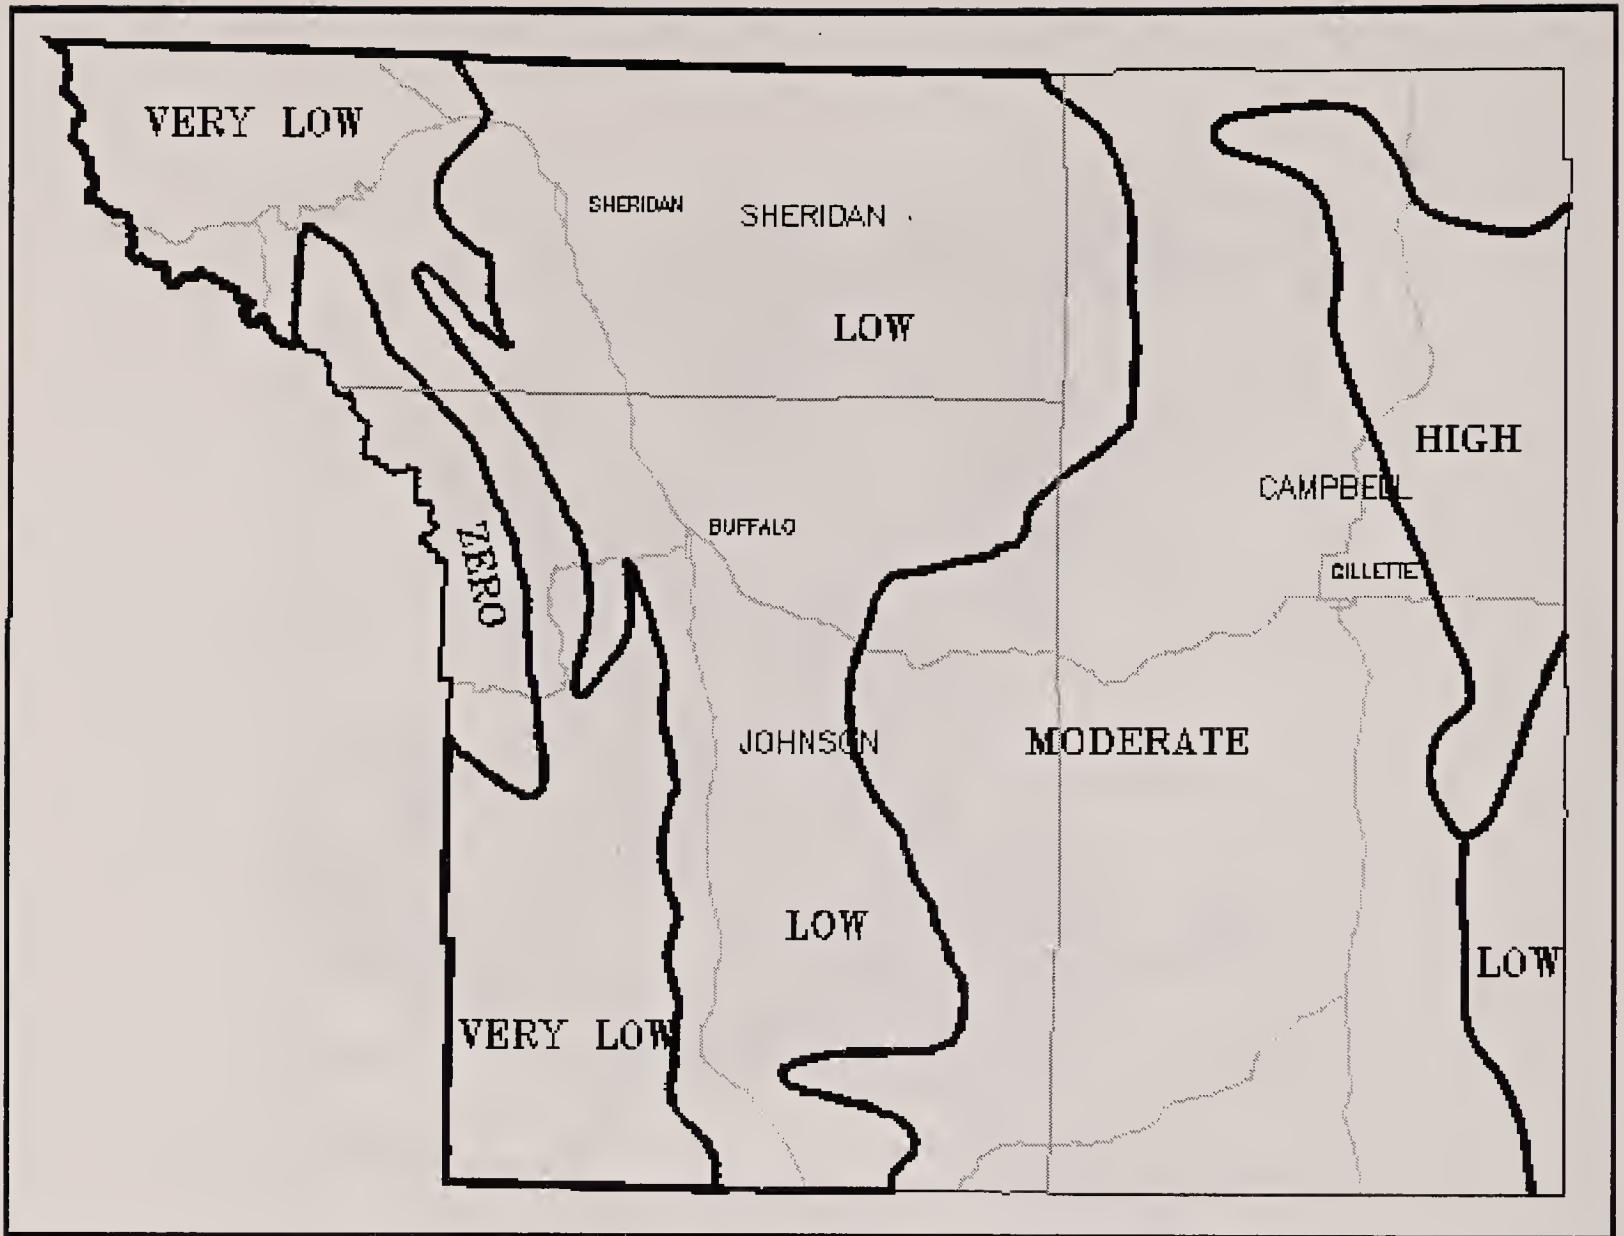 VERY LOW
SHERIDAN
SHERIDAN
LOW
HIGH
CAMPBELL
BUFFALO
ZERO
GILLETTE
JOHNSON
MODERATE
LOW
LOW
VERY LOW